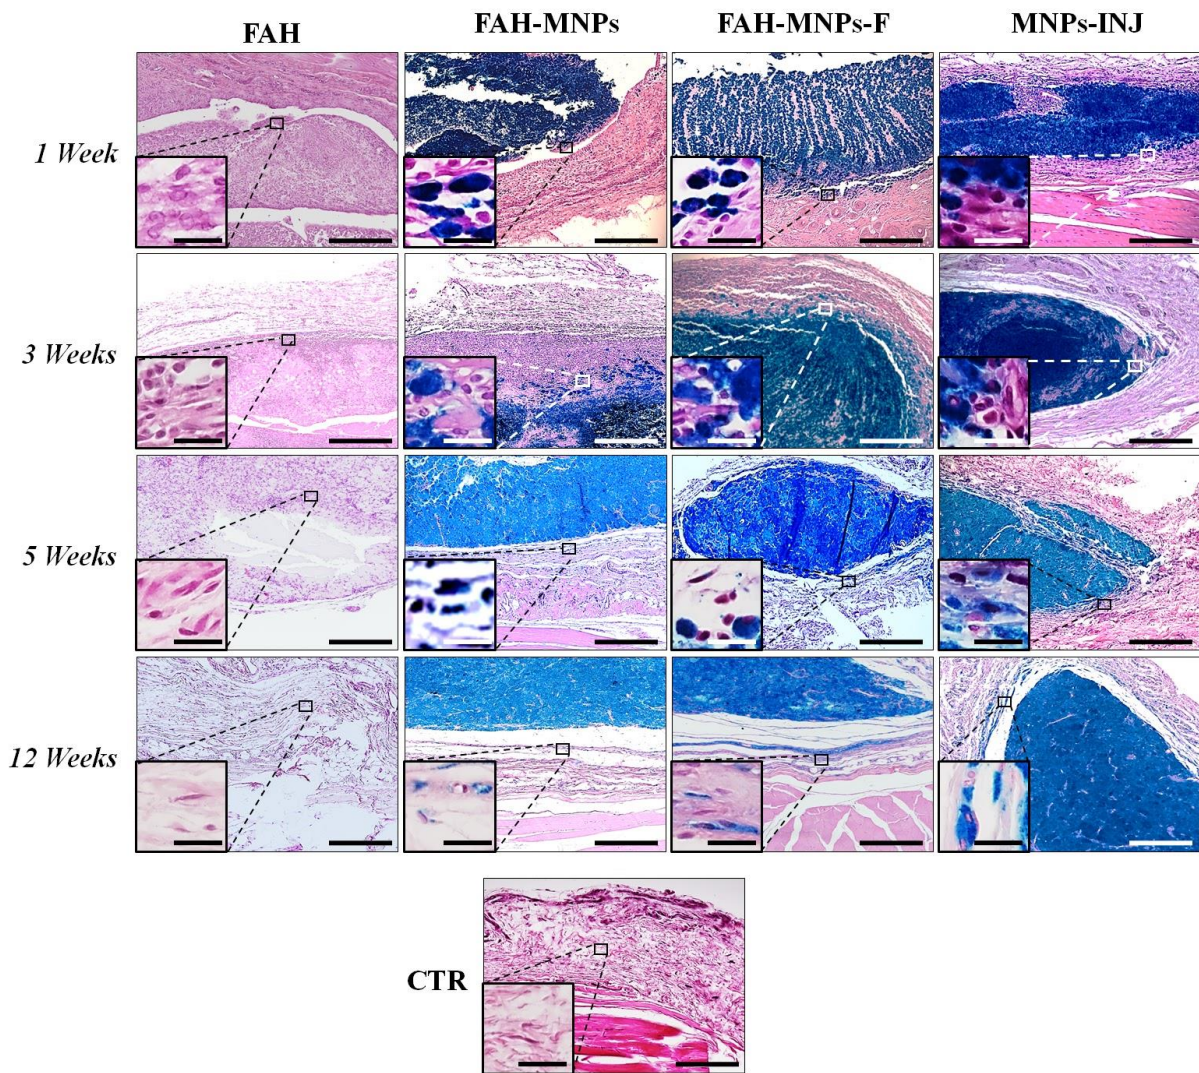 FAH FAH-MNPs FAH-MNPs-F MNPs-INJ
1 Week
3 Weeks
5 Weeks
12 Weeks
CTR